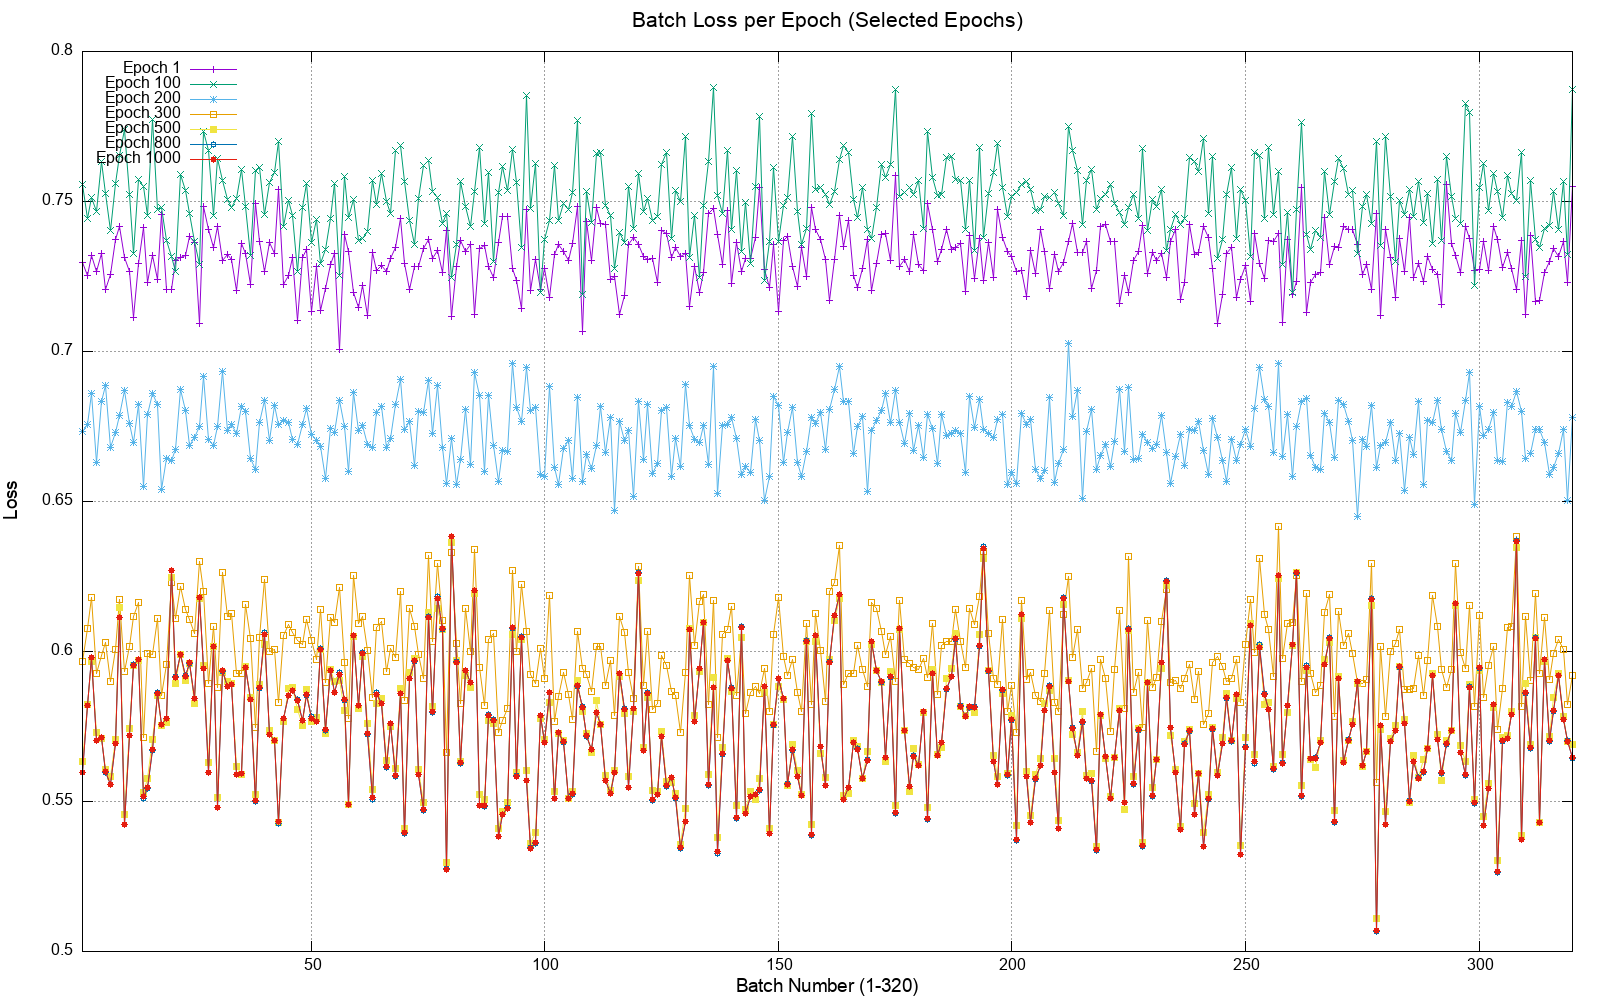 Batch Loss per Epoch (Selected Epochs)
0.8
0.75
0.7
0.65
0.6
0.55
0.5
Loss
Epoch 1
Epoch 100
Epoch 200
Epoch 300
Epoch 500
Epoch 800
Epoch 1000
50
100
150
200
250
300
Batch Number (1-320)